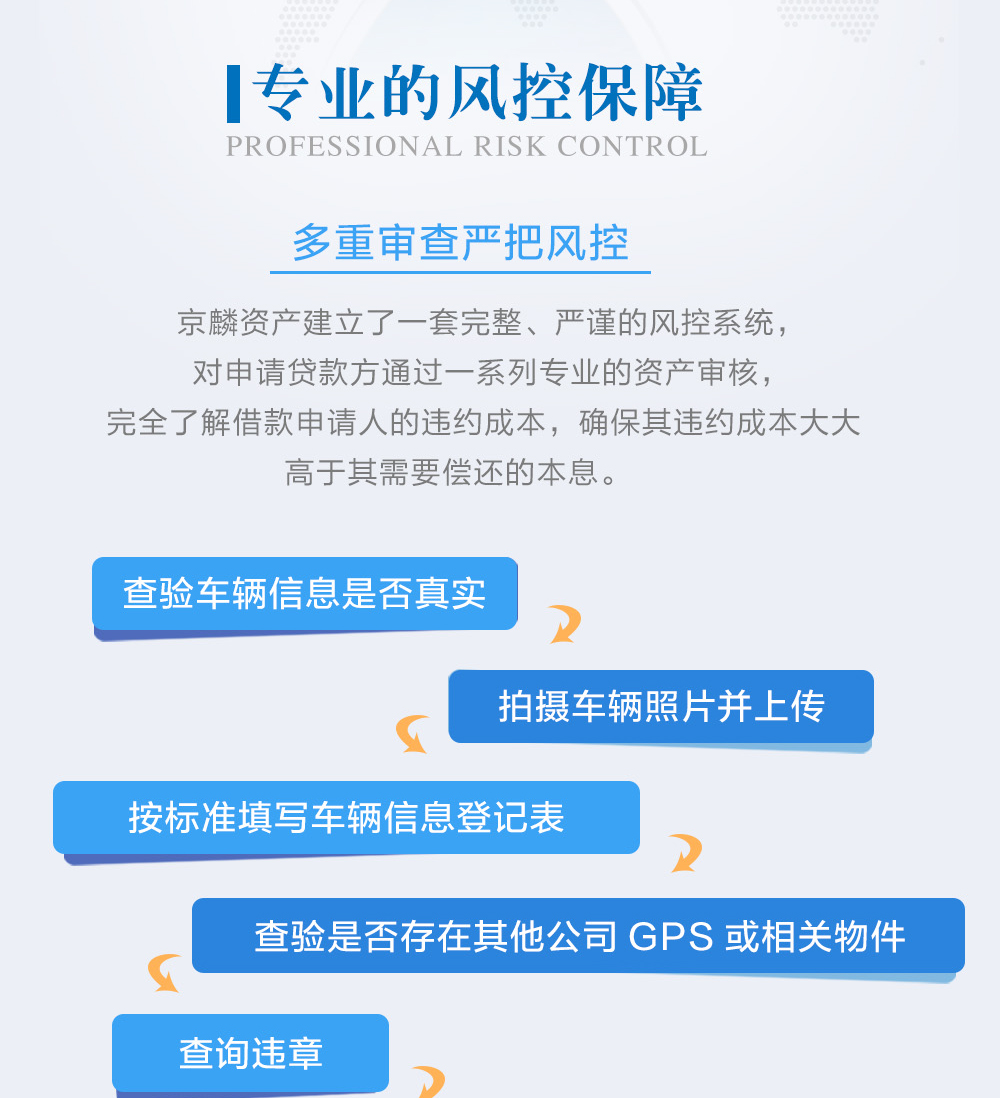 专业的风控保障
PROFESSIONAL RISK CONTROL
多重审查严把风控
京麟资产建立了一套完整、严谨的风控系统，
对申请贷款方通过一系列专业的资产审核，
完全了解借款申请人的违约成本，确保其违约成本大大
高于其需要偿还的本息。
查验车辆信息是否真实
拍摄车辆照片并上传
按标准填写车辆信息登记表
查验是否存在其他公司 GPS 或相关物件
查询违章